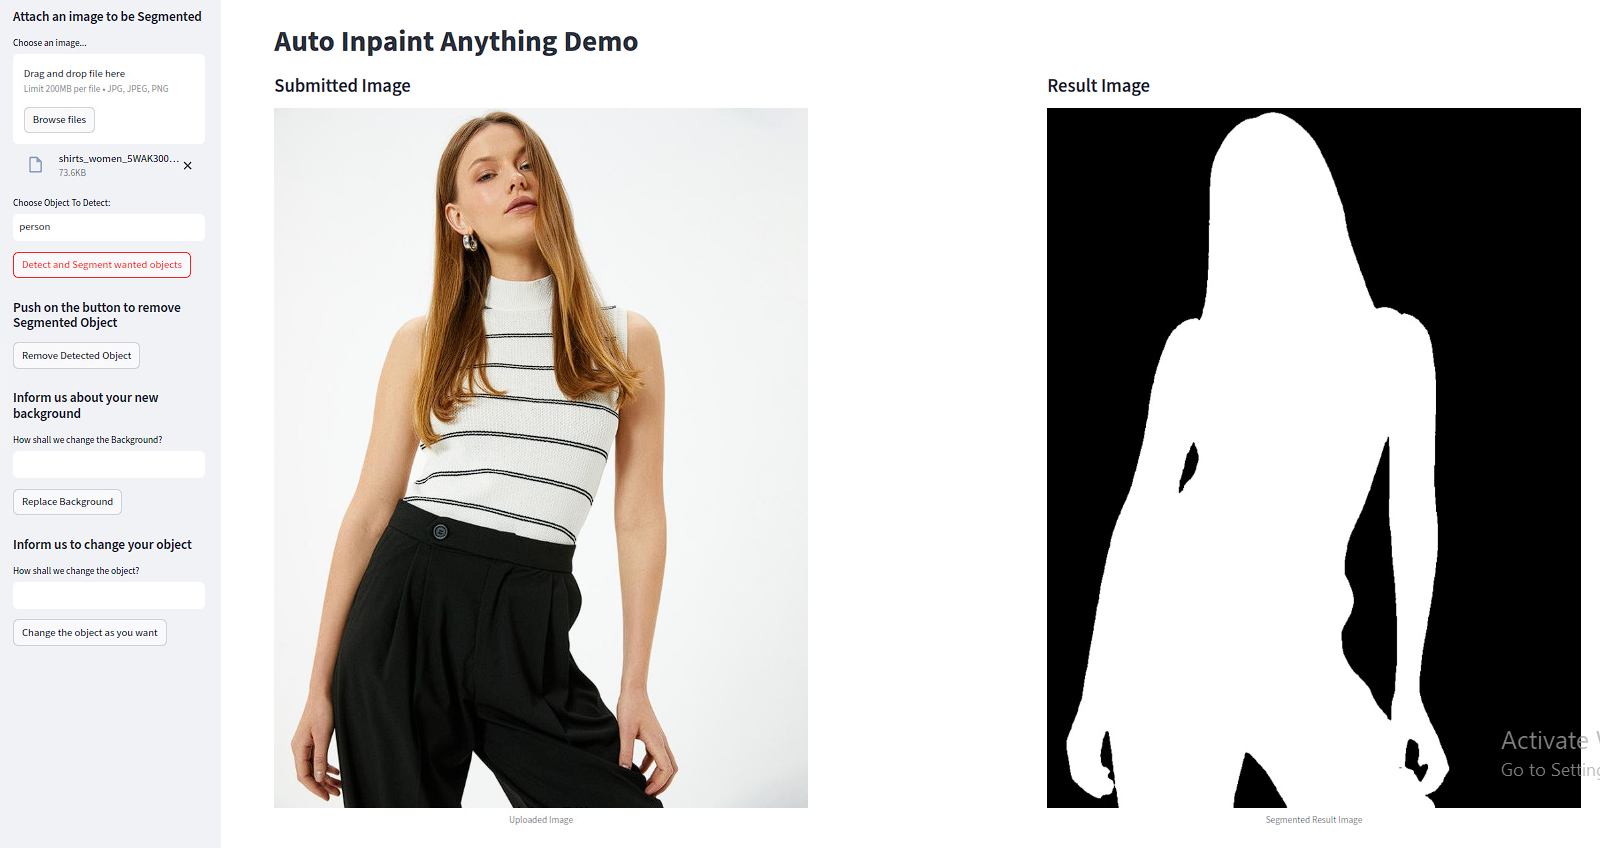 Attach an image to be Segmented
Choose an image...
Drag and drop file here
Limit 200MB per file • JPG, JPEG, PNG
Browse files
shirts_women_5WAK300...
73.6KB
Choose Object To Detect:
person
Detect and Segment wanted objects
Push on the button to remove
Segmented Object
Remove Detected Object
Inform us about your new
background
How shall we change the Background?
Replace Background
Inform us to change your object
How shall we change the object?
Change the object as you want
Auto Inpaint Anything Demo
Submitted Image
Uploaded Image
Result Image
Segmented Result Image
Activate
Go to Setting